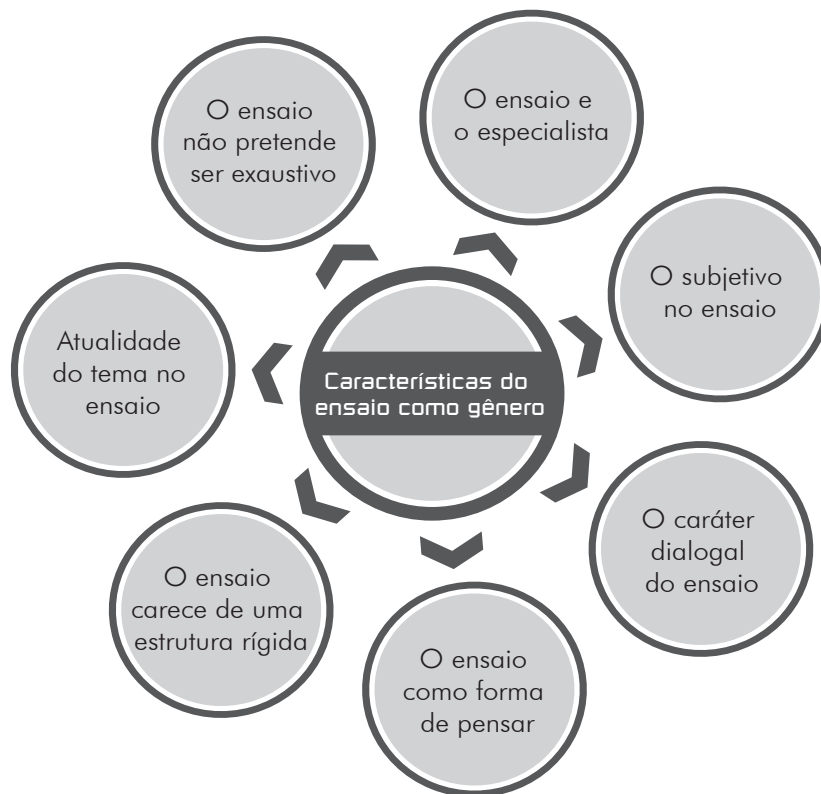 O ensaio
não pretende
ser exaustivo
O ensaio e
o especialista
O subjetivo
no ensaio
Atualidade
do tema no
ensaio
Características do
ensaio como gênero
O caráter
dialogal
do ensaio
O ensaio
carece de uma
estrutura rígida
O ensaio
como forma
de pensar